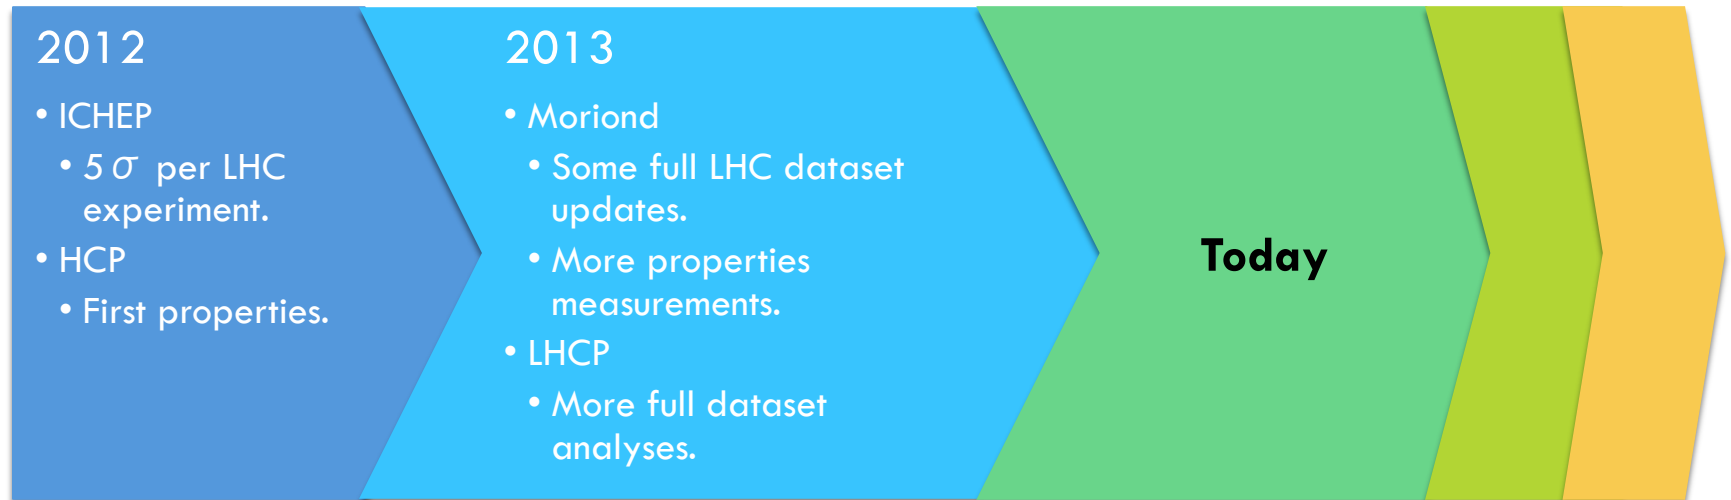 2012
• ICHEP
• 5 σ per LHC
experiment.
• HCP
• First properties.
2013
• Moriond
• Some full LHC dataset
updates.
• More properties
measurements.
• LHCP
• More full dataset
analyses.
Today